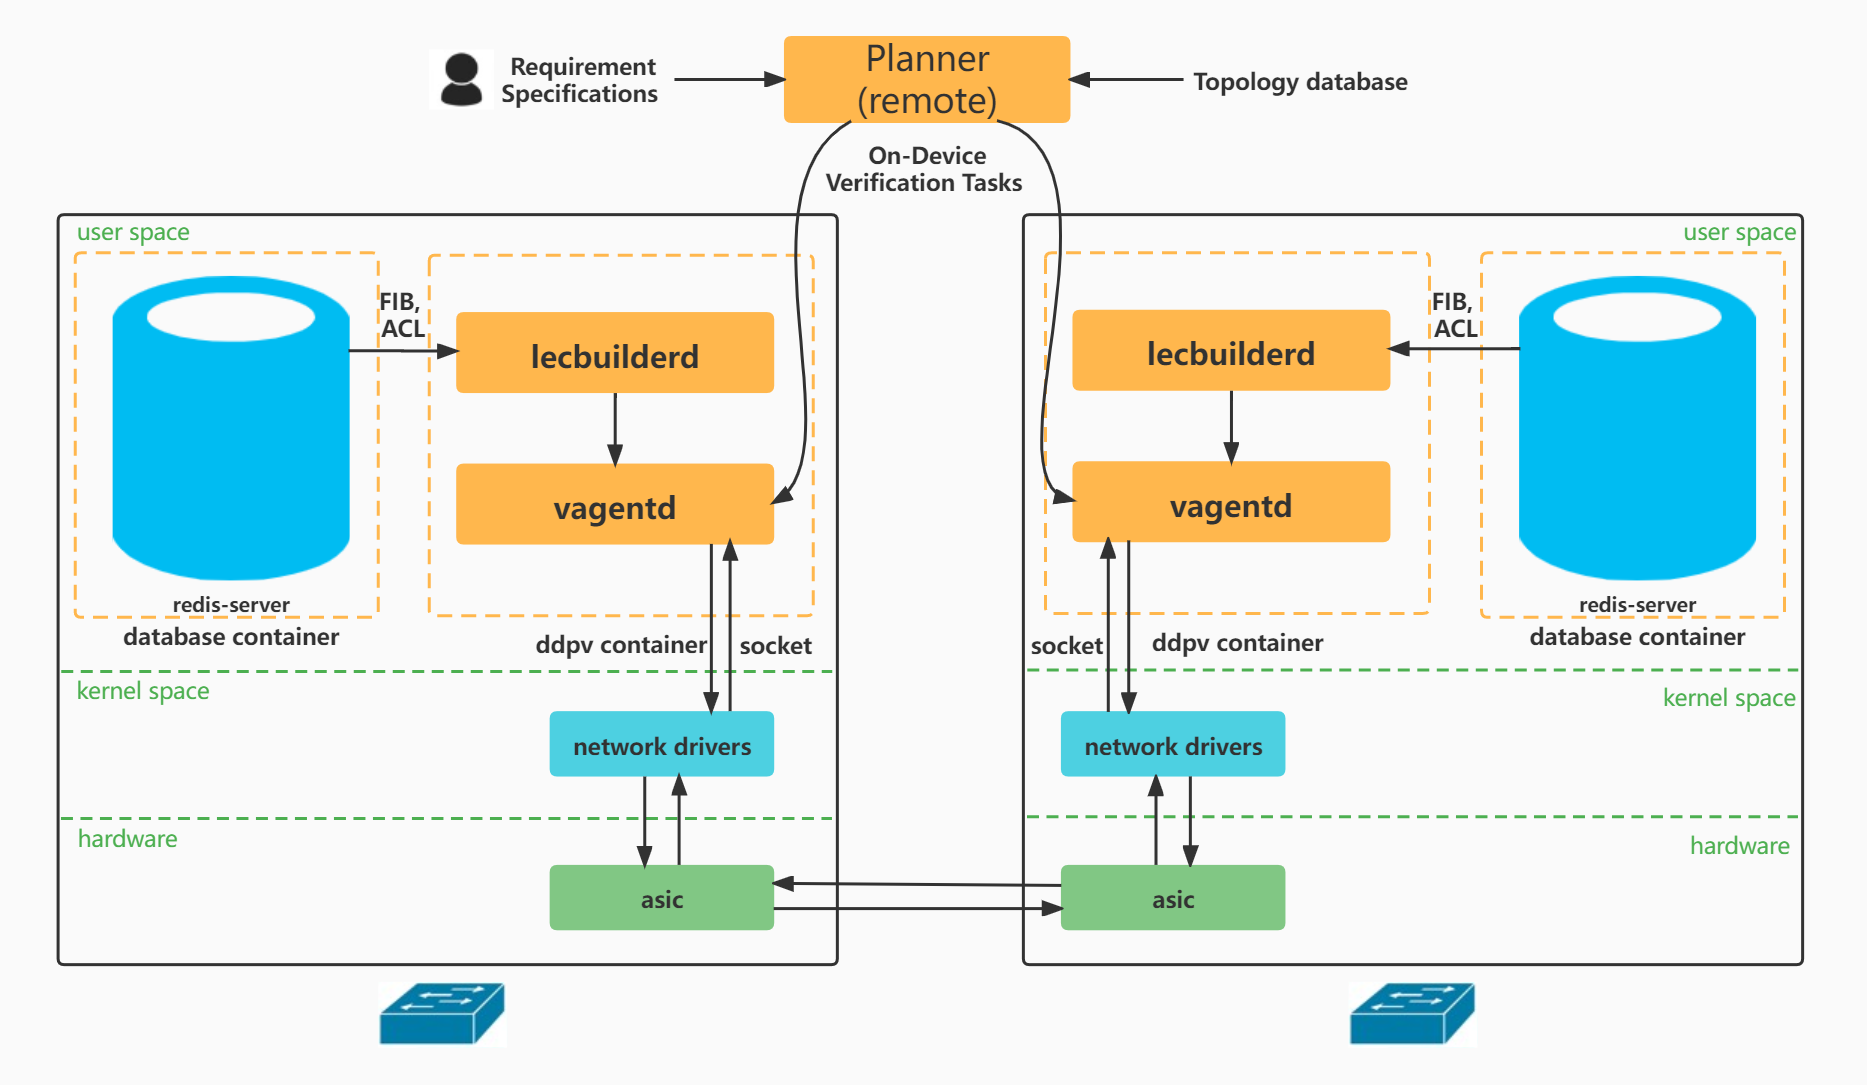 Requirement
Specifications
Planner
(remote)
Topology database
On-Device
Verification Tasks
user space
FIB,
ACL
lecbuilderd
vagentd
redis-server
database container
ddpv container
socket
kernel space
network drivers
hardware
asic
user space
lecbuilderd
FIB,
ACL
vagentd
redis-server
socket
ddpv container
database container
kernel space
network drivers
hardware
asic